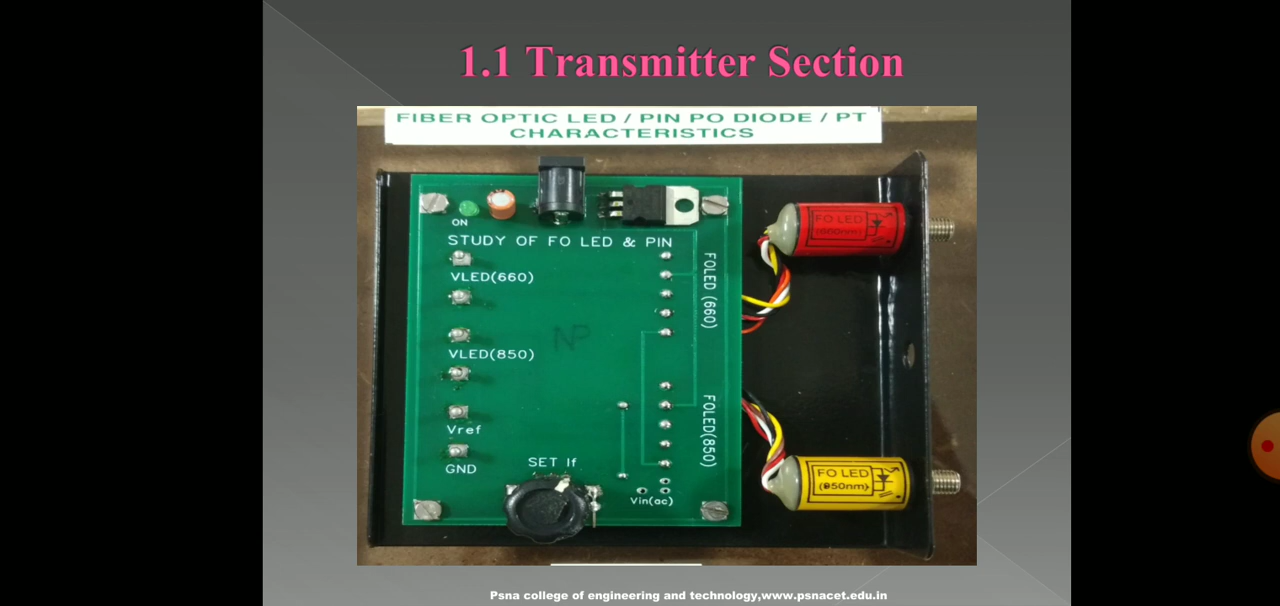 1.1 Transmitter Section
FIBER OPTIC LED / PIN PO DIODE / PT
CHARACTERISTICS
ON
STUDY OF FO LED & PIN
VLED(660)
VLED(850)
Vref
GND
SET If
Vin(ac)
FOLED (660)
FOLED(850)
NP
FO LED
(660nm)
FO LED
(850nm)
Psna college of engineering and technology,www.psnacet.edu.in